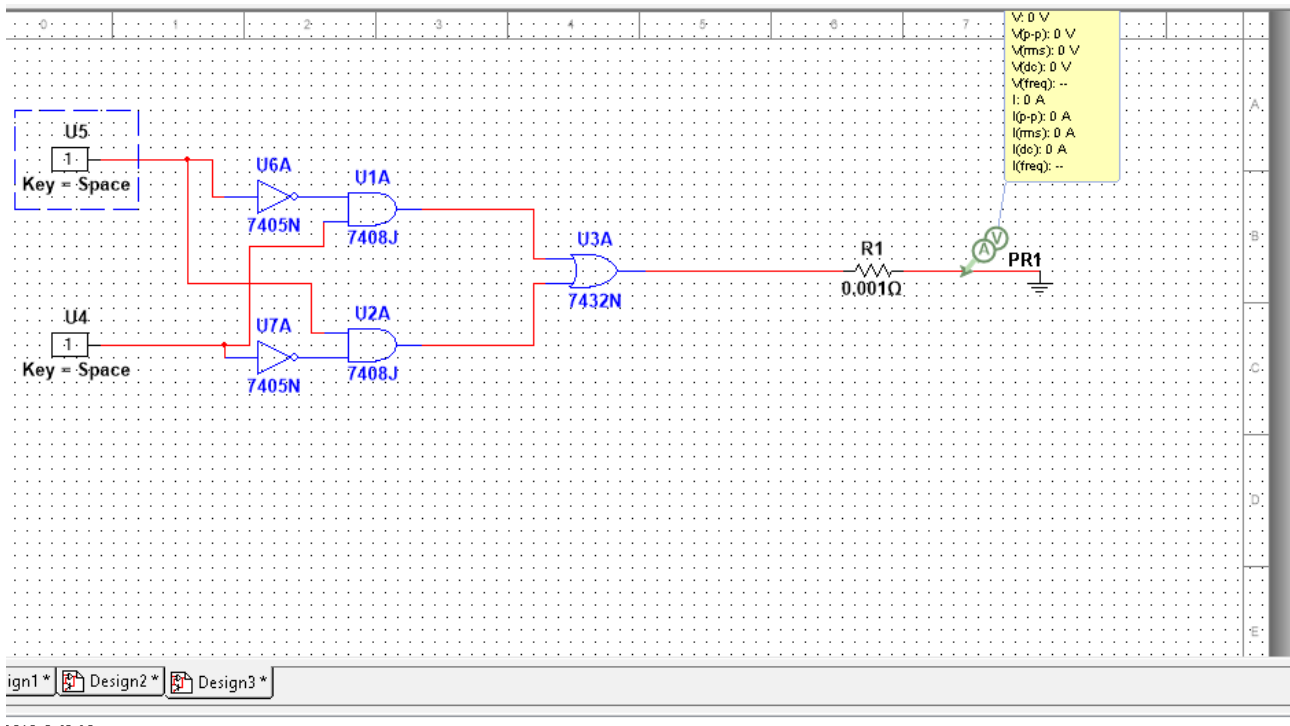 0 1 2 3 4 5 6 7
V: 0 V
V(p-p): 0 V
V(rms): 0 V
V(dc): 0 V
V(freq): --
I: 0 A
I(p-p): 0 A
I(rms): 0 A
I(dc): 0 A
I(freq): --
A
U5
1
Key = Space
U6A
7405N
U1A
7408J
B
U3A
7432N
R1
0.001Ω
V
A
PR1
U4
1
Key = Space
U7A
7405N
U2A
7408J
C
D
E
ign1 * Design2 * Design3 *